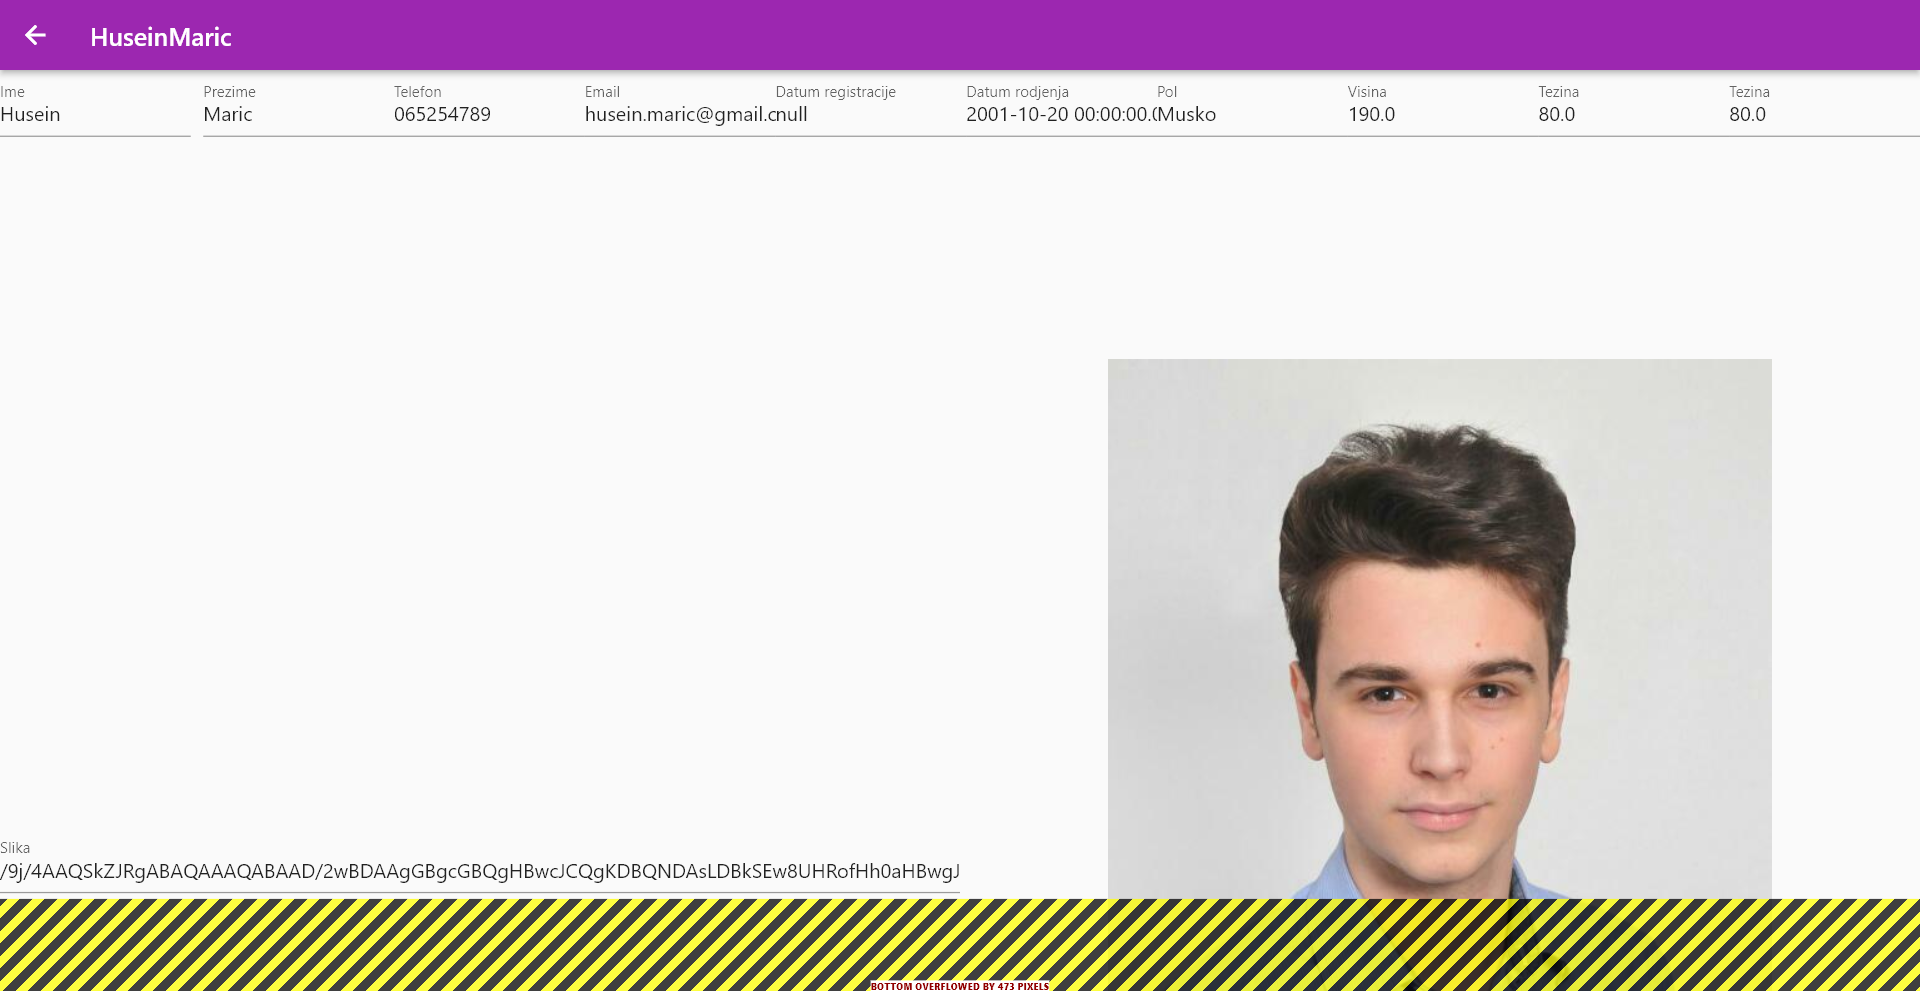 HuseinMaric
Ime Prezime Telefon Email Datum registracije Datum rodjenja Pol Visina Tezina Tezina
Husein Maric 065254789 husein.maric@gmail.c null 2001-10-20 00:00:00.( Musko 190.0 80.0 80.0
Slika
/9j/4AAQSkZJRgABAQAAAQABAAD/2wBDAAgGBgcGBQgHBwcJCQgKDBQNDAsLDBkSEw8UHRofHh0aHBwgJ
BOTTOM OVERFLOWED BY 473 PIXELS